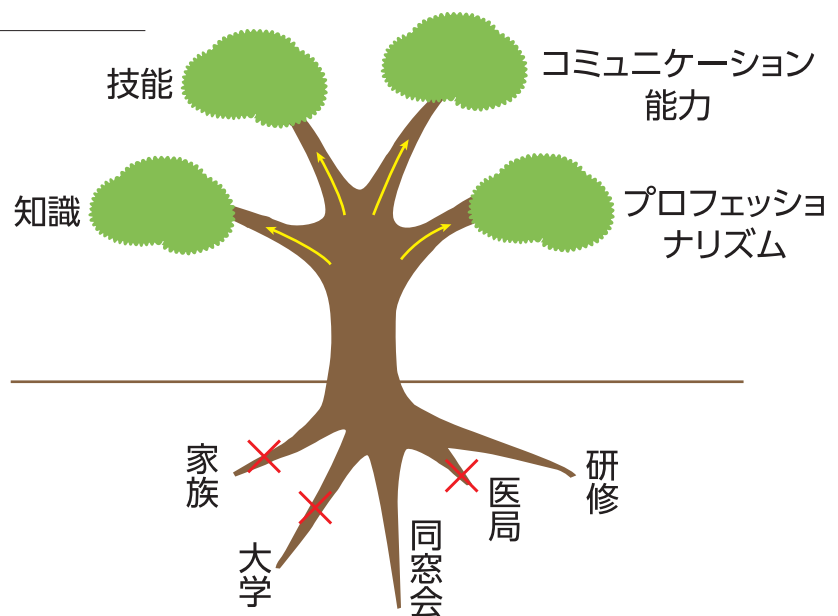 技能
コミュニケーション
能力
知識
プロフェッショ
ナリズム
家族
大学
同窓会
医局
研修